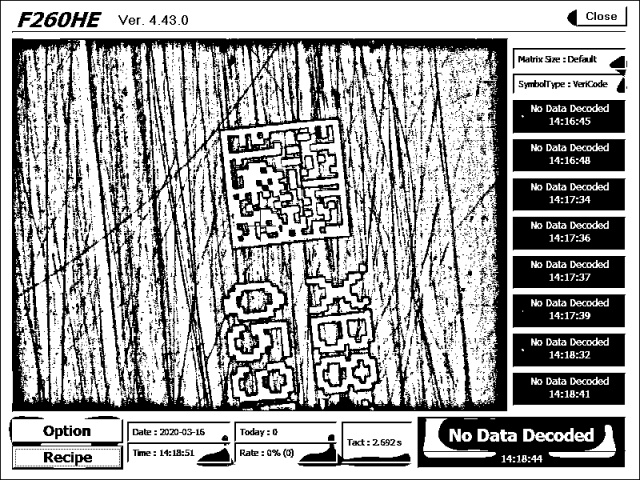 F260HE Ver. 4.43.0
Close
Matrix Size : Default
SymbolType : VeriCode
No Data Decoded
14:16:45
No Data Decoded
14:16:48
No Data Decoded
14:17:34
No Data Decoded
14:17:36
No Data Decoded
14:17:37
No Data Decoded
14:17:39
No Data Decoded
14:18:32
No Data Decoded
14:18:41
Option
Recipe
Date : 2020-03-16
Time : 14:18:51
Today : 0
Rate : 0% (0)
Tact : 2.692 s
No Data Decoded
14:18:44